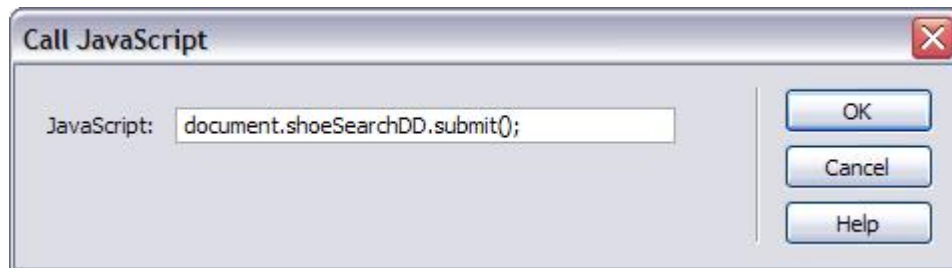 Call JavaScript
JavaScript: document.shoeSearchDD.submit();
OK
Cancel
Help